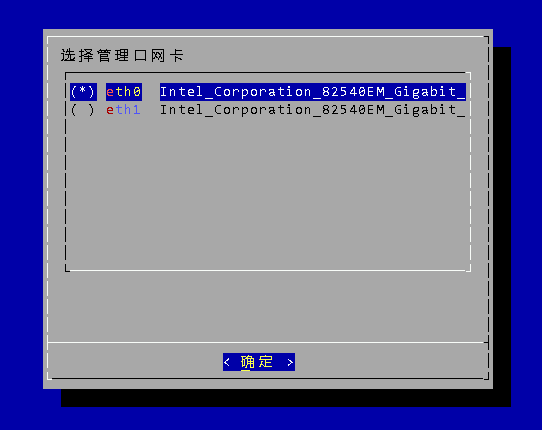 选择管理口网卡
(*) eth0 Intel_Corporation_82540EM_Gigabit_
( ) eth1 Intel_Corporation_82540EM_Gigabit_
< 确定 >